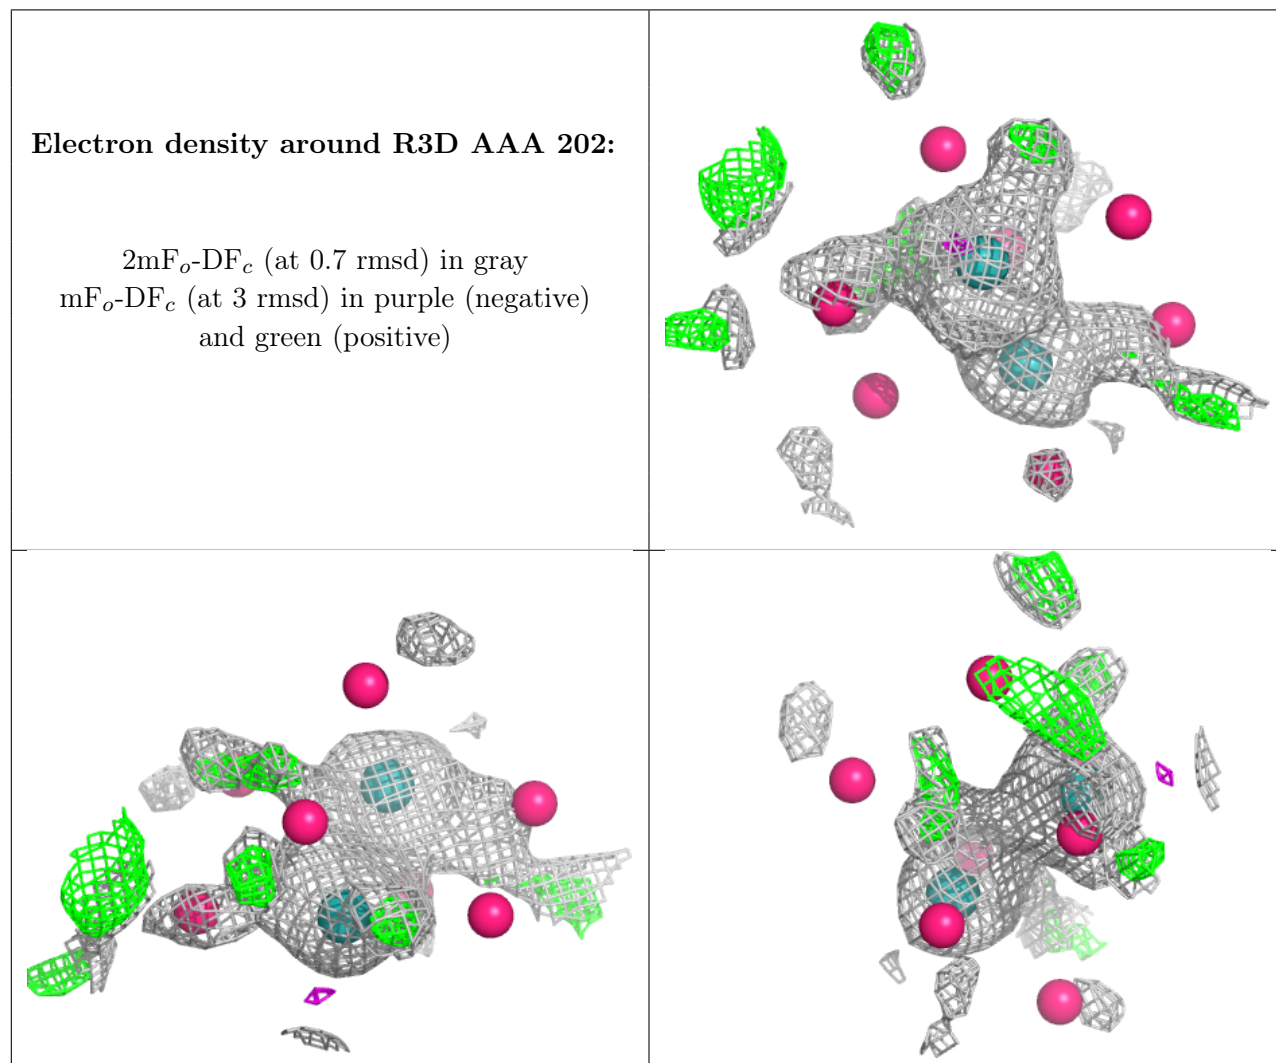 Electron density around R3D AAA 202:
2mFo-DFc (at 0.7 rmsd) in gray
mFo-DFc (at 3 rmsd) in purple (negative)
and green (positive)